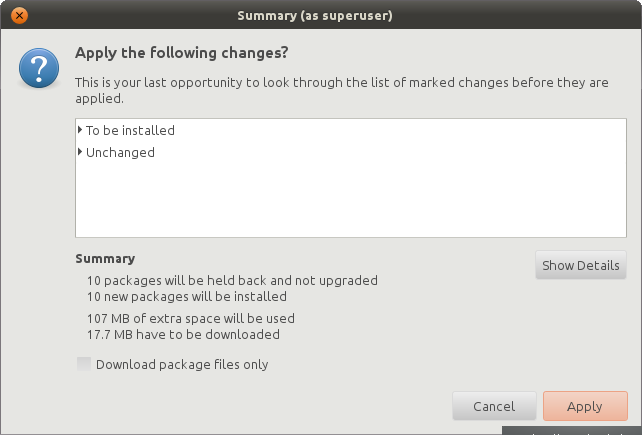 Summary (as superuser)
Apply the following changes?
This is your last opportunity to look through the list of marked changes before they are
applied.
To be installed
Unchanged
Summary
Show Details
10 packages will be held back and not upgraded
10 new packages will be installed
107 MB of extra space will be used
17.7 MB have to be downloaded
Download package files only
Cancel
Apply